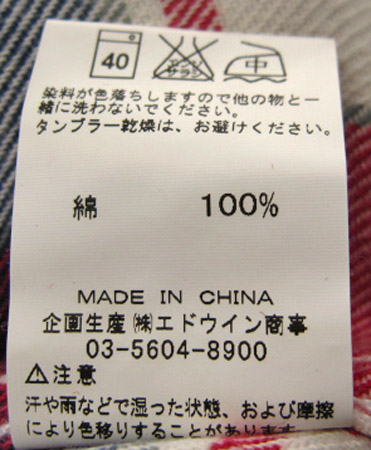 40
エンソ
サラシ
中
染料が色落ちしますので他の物と一
緒に洗わないでください。
タンブラー乾燥は、お避けください。
綿 100%
MADE IN CHINA
企画生産 ㈱エドウイン商事
03-5604-8900
⚠注意
汗や雨などで湿った状態、および摩擦
により色移りすることがあります